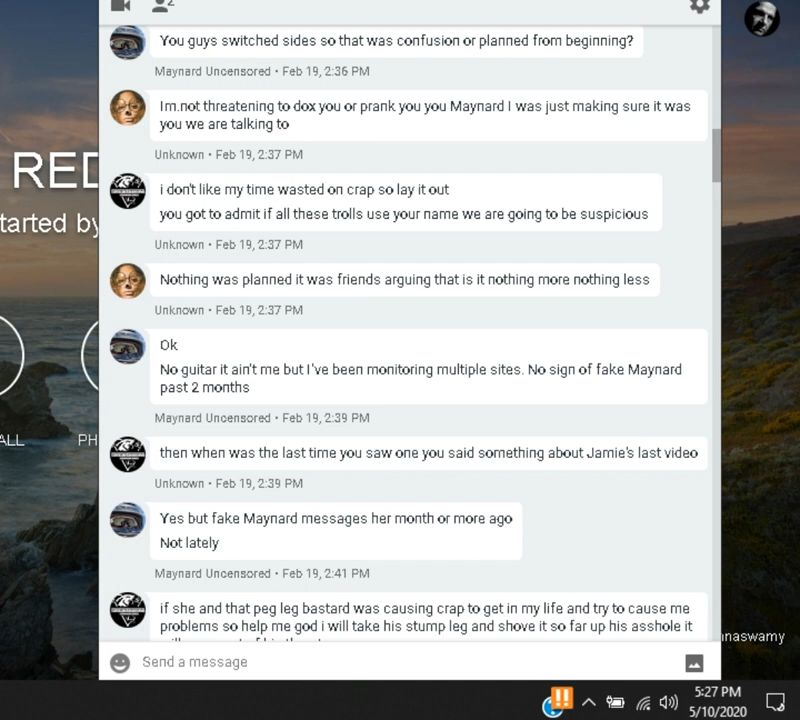 2
You guys switched sides so that was confusion or planned from beginning?
Maynard Uncensored • Feb 19, 2:36 PM
Im.not threatening to dox you or prank you you Maynard I was just making sure it was
you we are talking to
Unknown • Feb 19, 2:37 PM
i don't like my time wasted on crap so lay it out
you got to admit if all these trolls use your name we are going to be suspicious
Unknown • Feb 19, 2:37 PM
Nothing was planned it was friends arguing that is it nothing more nothing less
Unknown • Feb 19, 2:37 PM
Ok
No guitar it ain't me but I've been monitoring multiple sites. No sign of fake Maynard
past 2 months
Maynard Uncensored • Feb 19, 2:39 PM
then when was the last time you saw one you said something about Jamie's last video
Unknown • Feb 19, 2:39 PM
Yes but fake Maynard messages her month or more ago
Not lately
Maynard Uncensored • Feb 19, 2:41 PM
if she and that peg leg bastard was causing crap to get in my life and try to cause me
problems so help me god i will take his stump leg and shove it so far up his asshole it
Send a message
RED
tarted by
ALL
PH
naswamy
5:27 PM
5/10/2020